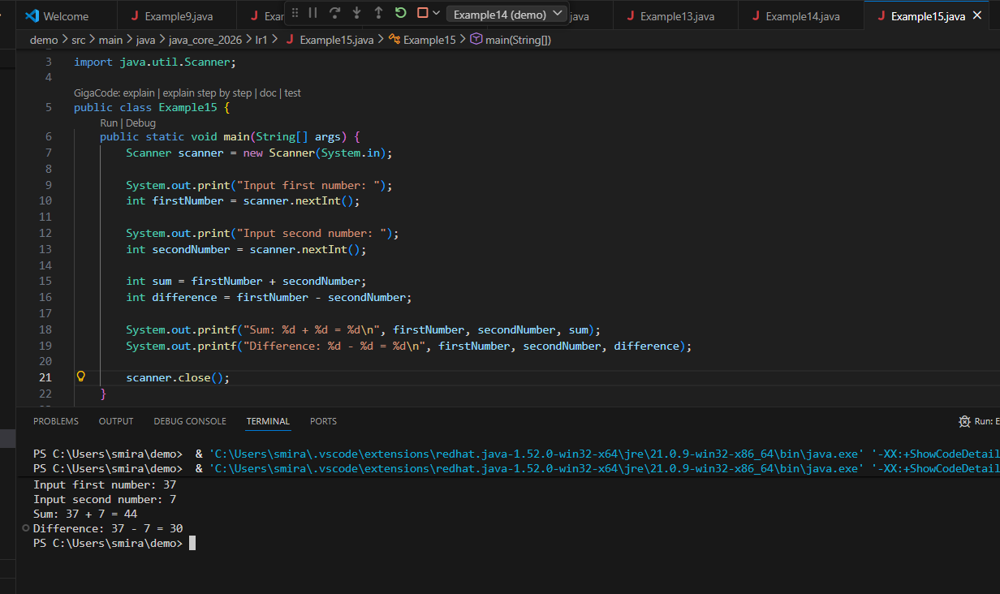 Welcome
Example9.java
Exam
Example14 (demo)
java
Example13.java
Example14.java
Example15.java
demo > src > main > java > java_core_2026 > lr1 > Example15.java > Example15 > main(String[])
3 import java.util.Scanner;
4
GigaCode: explain | explain step by step | doc | test
5 public class Example15 {
Run | Debug
6 public static void main(String[] args) {
7 Scanner scanner = new Scanner(System.in);
8
9 System.out.print("Input first number: ");
10 int firstNumber = scanner.nextInt();
11
12 System.out.print("Input second number: ");
13 int secondNumber = scanner.nextInt();
14
15 int sum = firstNumber + secondNumber;
16 int difference = firstNumber - secondNumber;
17
18 System.out.printf("Sum: %d + %d = %d\n", firstNumber, secondNumber, sum);
19 System.out.printf("Difference: %d - %d = %d\n", firstNumber, secondNumber, difference);
20
21 scanner.close();
22 }
PROBLEMS OUTPUT DEBUG CONSOLE TERMINAL PORTS
Run: E
PS C:\Users\smira\demo> & 'C:\Users\smira\.vscode\extensions\redhat.java-1.52.0-win32-x64\jre\21.0.9-win32-x86_64\bin\java.exe' '-XX:+ShowCodeDetail
PS C:\Users\smira\demo> & 'C:\Users\smira\.vscode\extensions\redhat.java-1.52.0-win32-x64\jre\21.0.9-win32-x86_64\bin\java.exe' '-XX:+ShowCodeDetail
Input first number: 37
Input second number: 7
Sum: 37 + 7 = 44
Difference: 37 - 7 = 30
PS C:\Users\smira\demo>